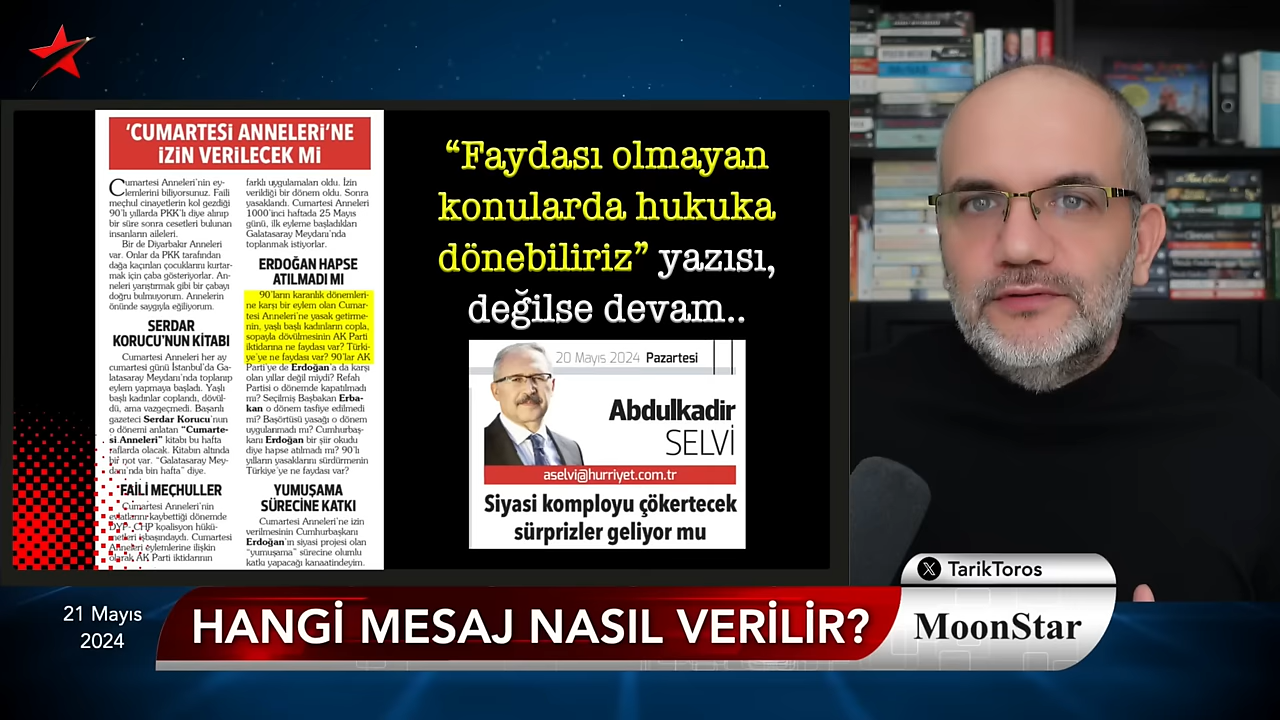 'CUMARTESİ ANNELERİ'NE
İZİN VERİLECEK Mİ
Cumartesi Anneleri'nin ey-
lemlerini biliyorsunuz. Faili
meçhul cinayetlerin kol gezdiği
90'lı yıllarda PKK'lı diye alınıp
bir süre sonra cesetleri bulunan
insanların aileleri.
Bir de Diyarbakır Anneleri
var. Onlar da PKK tarafından
dağa kaçırılan çocuklarını kurtar-
mak için çaba gösteriyorlar. An-
neleri yarıştırmak gibi bir çabayı
doğru bulmuyorum. Annelerin
önünde saygıyla eğiliyorum.
SERDAR
KORUCU'NUN KİTABI
Cumartesi Anneleri her ay
cumartesi günü İstanbul'da Ga-
latasaray Meydanı'nda toplanıp
eylem yapmaya başladı. Yaşlı
başlı kadınlar coplandı, dövül-
dü, ama vazgeçmedi. Başarılı
gazeteci Serdar Korucu'nun
o dönemi anlatan "Cumarte-
si Anneleri" kitabı bu hafta
raflarda olacak. Kitabın altında
bir not var. "Galatasaray Mey-
danı'nda bin hafta" diye.
FAİLİ MEÇHULLER
Cumartesi Anneleri'nin
evlatlarını kaybettiği dönemde
DYP- CHP koalisyon hükü-
metleri işbaşındaydı. Cumartesi
Anneleri eylemlerine ilişkin
olarak AK Parti iktidarının
farklı uygulamaları oldu. İzin
verildiği bir dönem oldu. Sonra
yasaklandı. Cumartesi Anneleri
1000'inci haftada 25 Mayıs
günü, ilk eyleme başladıkları
Galatasaray Meydanı'nda
toplanmak istiyorlar.
ERDOĞAN HAPSE
ATILMADI MI
90'ların karanlık dönemleri-
ne karşı bir eylem olan Cumar-
tesi Anneleri'ne yasak getirme-
nin, yaşlı başlı kadınların copla,
sopayla dövülmesinin AK Parti
iktidarına ne faydası var? Türki-
ye'ye ne faydası var? 90'lar AK
Parti'ye de Erdoğan'a da karşı
olan yıllar değil miydi? Refah
Partisi o dönemde kapatılmadı
mı? Seçilmiş Başbakan Erba-
kan o dönem tasfiye edilmedi
mi? Başörtüsü yasağı o dönem
uygulanmadı mı? Cumhurbaş-
kanı Erdoğan bir şiir okudu
diye hapse atılmadı mı? 90'lı
yılların yasaklarını sürdürmenin
Türkiye'ye ne faydası var?
YUMUŞAMA
SÜRECİNE KATKI
Cumartesi Anneleri'ne izin
verilmesinin Cumhurbaşkanı
Erdoğan'ın siyasi projesi olan
"yumuşama" sürecine olumlu
katkı yapacağı kanaatindeyim.
"Faydası olmayan
konularda hukuka
dönebiliriz" yazısı,
değilse devam..
20 Mayıs 2024 Pazartesi
Abdulkadir
SELVİ
aselvi@hurriyet.com.tr
Siyasi komployu çökertecek
sürprizler geliyor mu
X TarikToros
21 Mayıs
2024
HANGİ MESAJ NASIL VERİLİR?
MoonStar